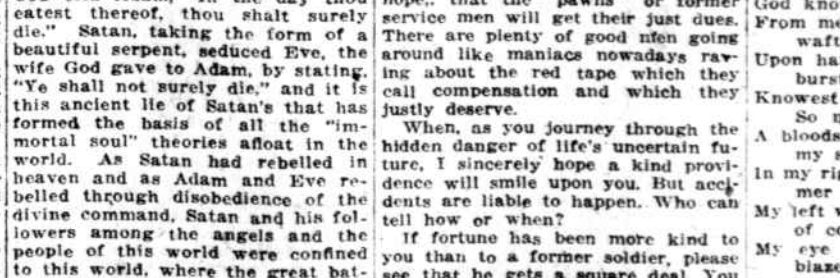 eatest thereof, thou shalt surely
die." Satan, taking the form of a
beautiful serpent, seduced Eve, the
wife God gave to Adam, by stating,
"Ye shall not surely die," and it is
this ancient lie of Satan's that has
formed the basis of all the "im-
mortal soul" theories afloat in the
world. As Satan had rebelled in
heaven and as Adam and Eve re-
belled through disobedience of the
divine command, Satan and his fol-
lowers among the angels and the
people of this world were confined
to this world, where the great bat-
service men will get their just dues.
There are plenty of good men going
around like maniacs nowadays rav-
ing about the red tape which they
call compensation and which they
justly deserve.
When, as you journey through the
hidden danger of life's uncertain fu-
ture, I sincerely hope a kind provi-
dence will smile upon you. But acci-
dents are liable to happen. Who can
tell how or when?
If fortune has been more kind to
you than to a former soldier, please
see that he gets a square deal. You
God
From
Upon
burs
Knowest
So
A bloods
my
In my
mer
My left
of
My eye